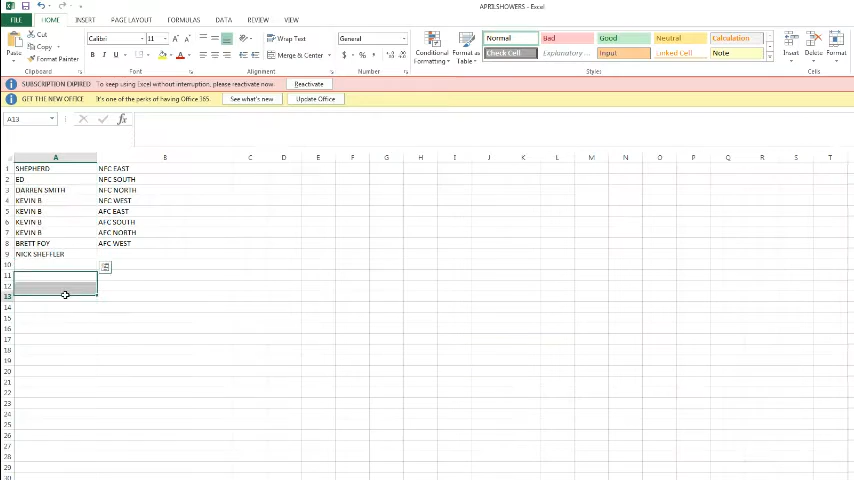 APR3.SHOWERS - Excel
FILE HOME INSERT PAGE LAYOUT FORMULAS DATA REVIEW VIEW
Cut
Copy
Format Painter
Paste
Clipboard
Calibri 11
B I U
Font
Wrap Text
Merge & Center
Alignment
General
$ % ,
Number
Conditional Formatting
Format as Table
Normal Bad Good Neutral Calculation
Check Cell Explanatory ... Input Linked Cell Note
Styles
Insert Delete Format
Cells
SUBSCRIPTION EXPIRED To keep using Excel without interruption, please reactivate now. Reactivate
GET THE NEW OFFICE It's one of the perks of having Office 365. See what's new Update Office
A13 fx
A B C D E F G H I J K L M N O P Q R S T
1 SHEPHERD NFC EAST
2 ED NFC SOUTH
3 DARREN SMITH NFC NORTH
4 KEVIN B NFC WEST
5 KEVIN B AFC EAST
6 KEVIN B AFC SOUTH
7 KEVIN B AFC NORTH
8 BRETT FOY AFC WEST
9 NICK SHEFFLER
10
11
12
13
14
15
16
17
18
19
20
21
22
23
24
25
26
27
28
29
30